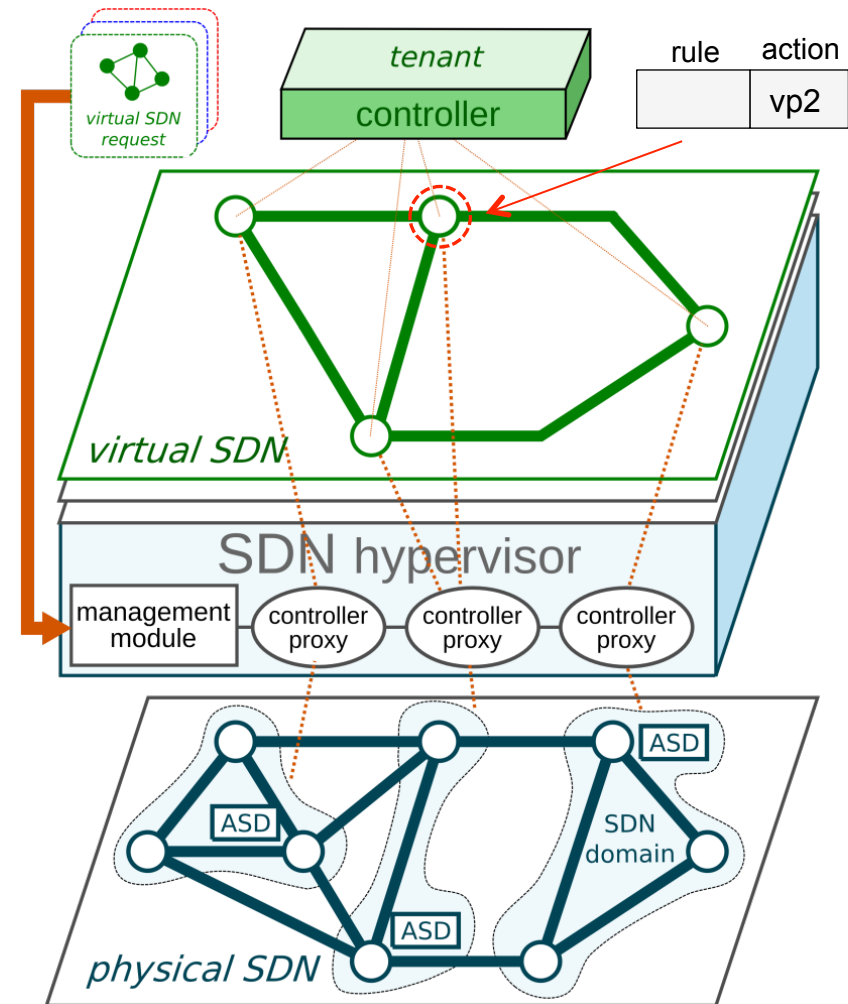 virtual SDN
request
tenant
controller
rule
action
vp2
virtual SDN
SDN hypervisor
management
module
controller
proxy
controller
proxy
controller
proxy
ASD
ASD
SDN
domain
ASD
physical SDN